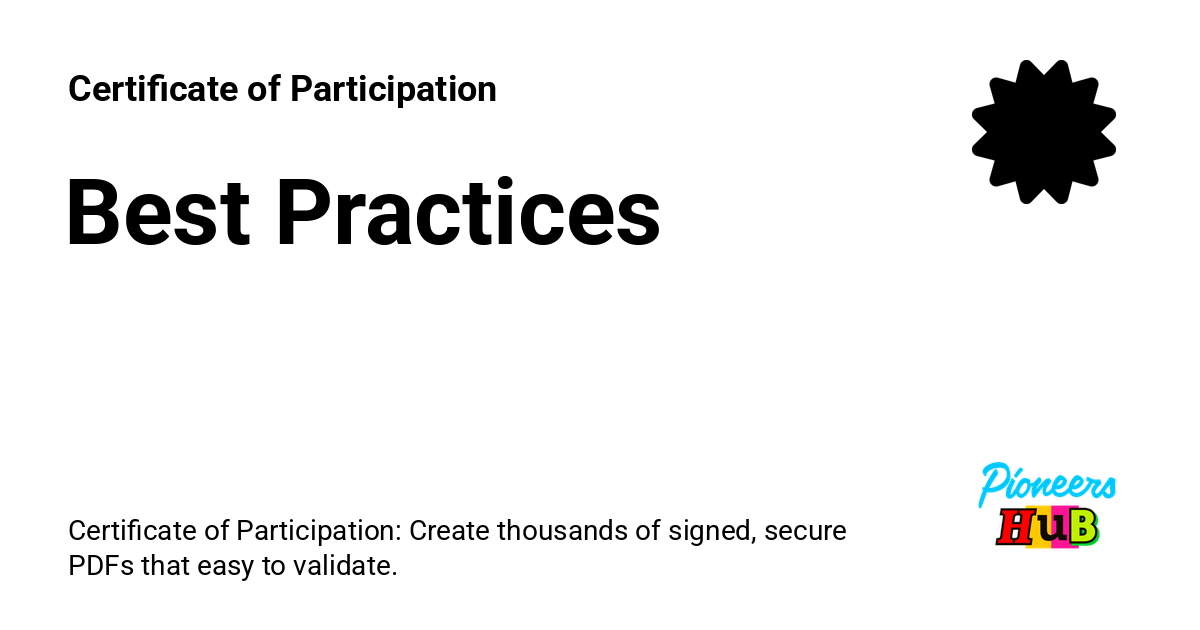 Certificate of Participation
Best Practices
Certificate of Participation: Create thousands of signed, secure
PDFs that easy to validate.
Pioneers
HuB